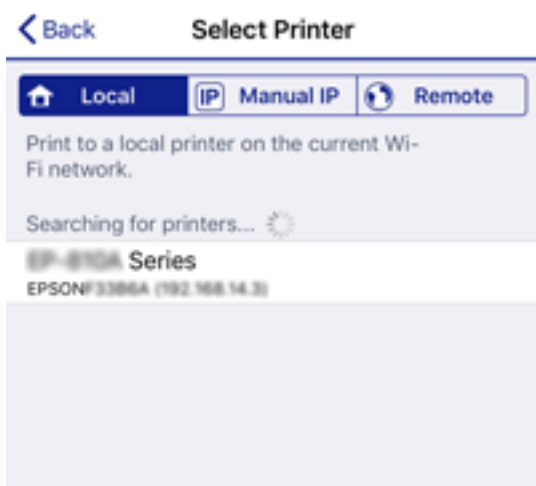 Back
Select Printer
Local
IP Manual IP
Remote
Print to a local printer on the current Wi-
Fi network.
Searching for printers...
Series
EPSON